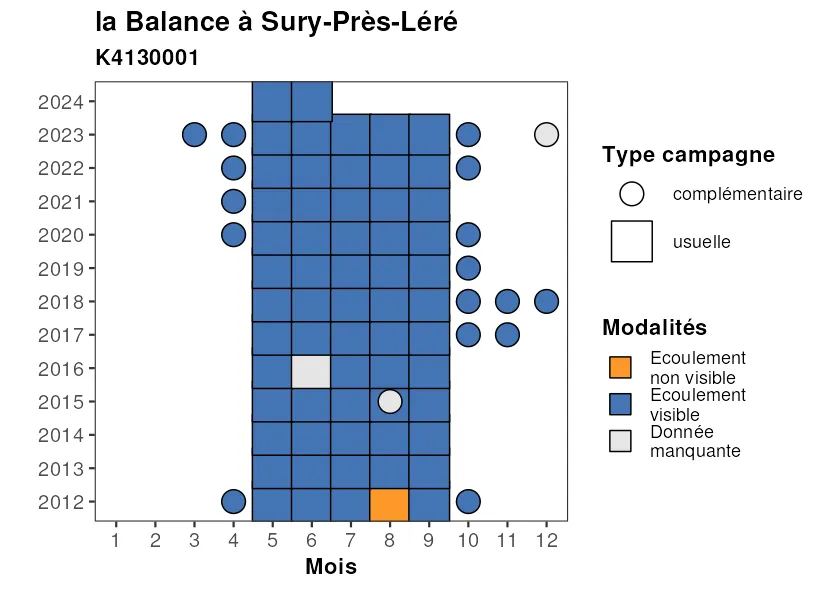 la Balance à Sury-Près-Léré
K4130001
2024
2023
2022
2021
2020
2019
2018
2017
2016
2015
2014
2013
2012
1 2 3 4 5 6 7 8 9 10 11 12
Mois
Type campagne
complémentaire
usuelle
Modalités
Ecoulement
non visible
Ecoulement
visible
Donnée
manquante